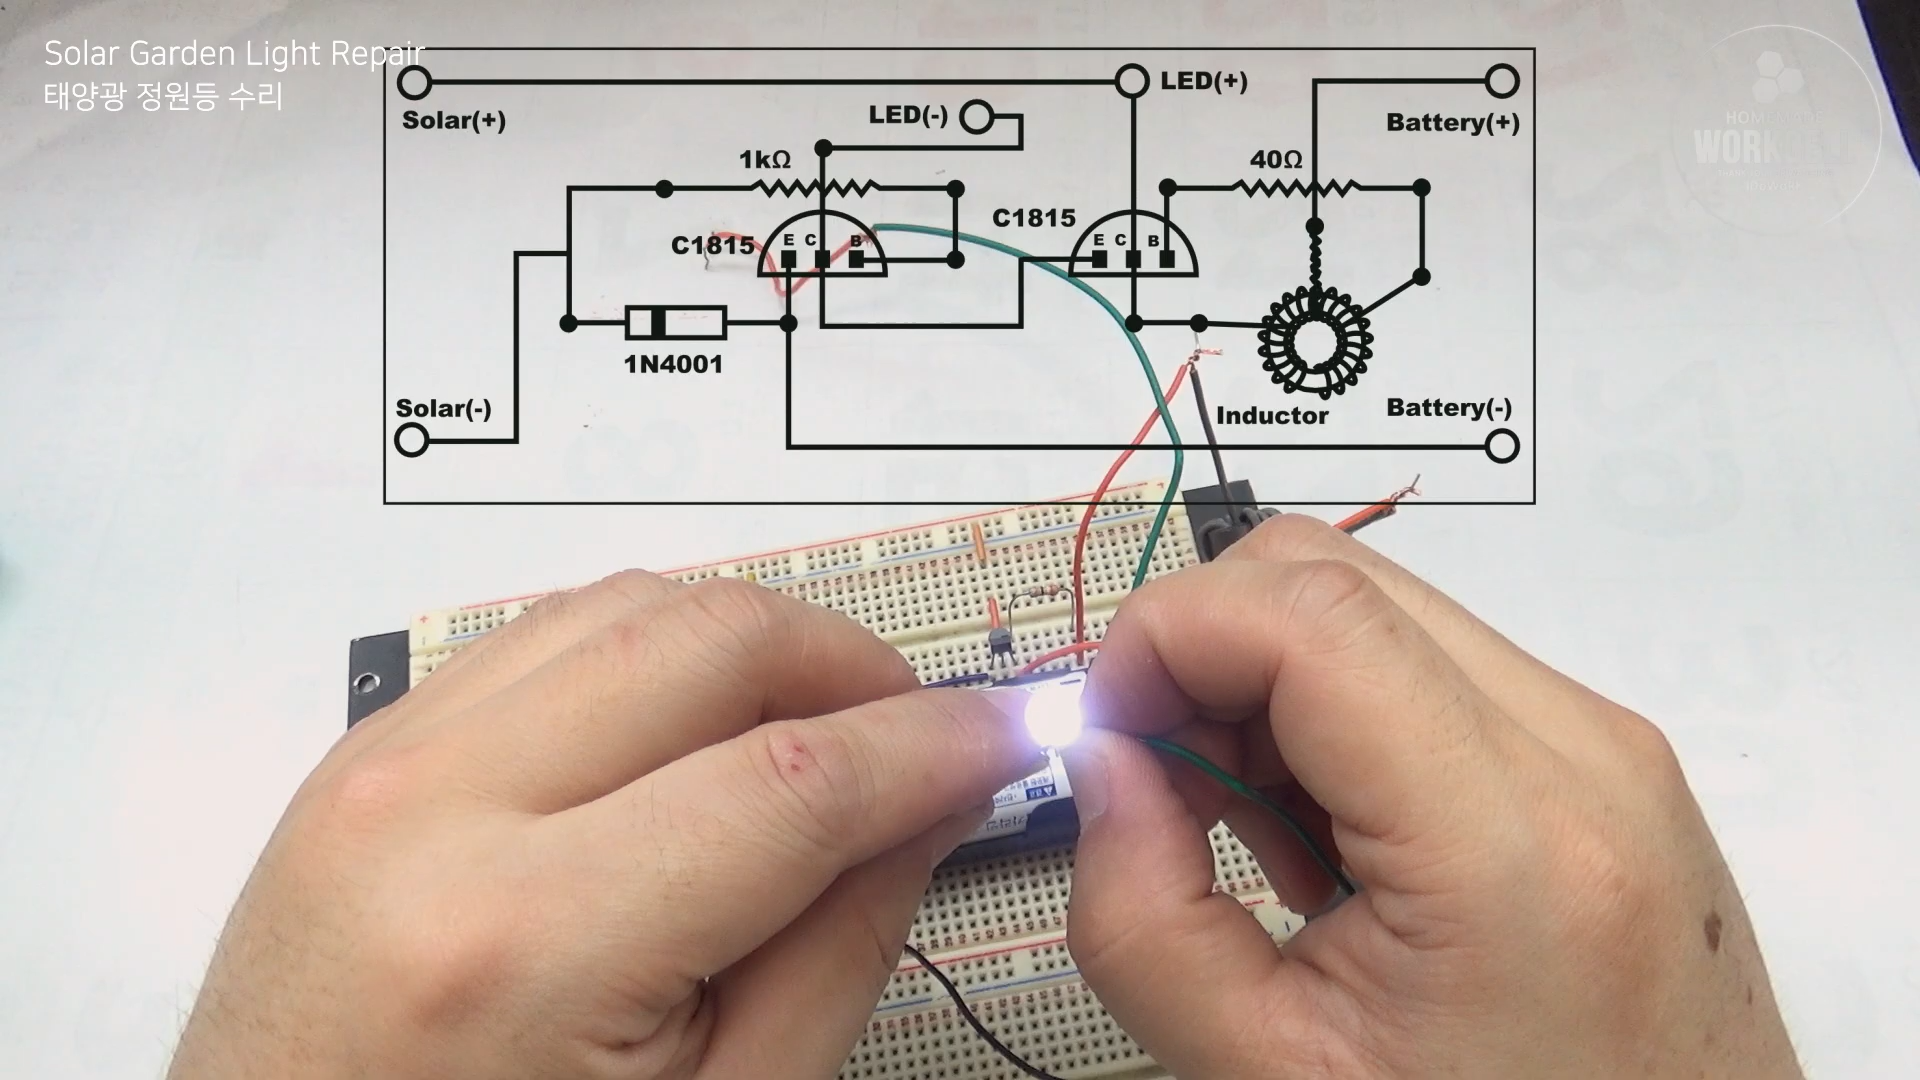 Solar Garden Light Repair
태양광 정원등 수리
Solar(+)
LED(+)
LED(-)
Battery(+)
1kΩ
40Ω
C1815
E C B
C1815
E C B
1N4001
Solar(-)
Inductor
Battery(-)
HOMEMADE